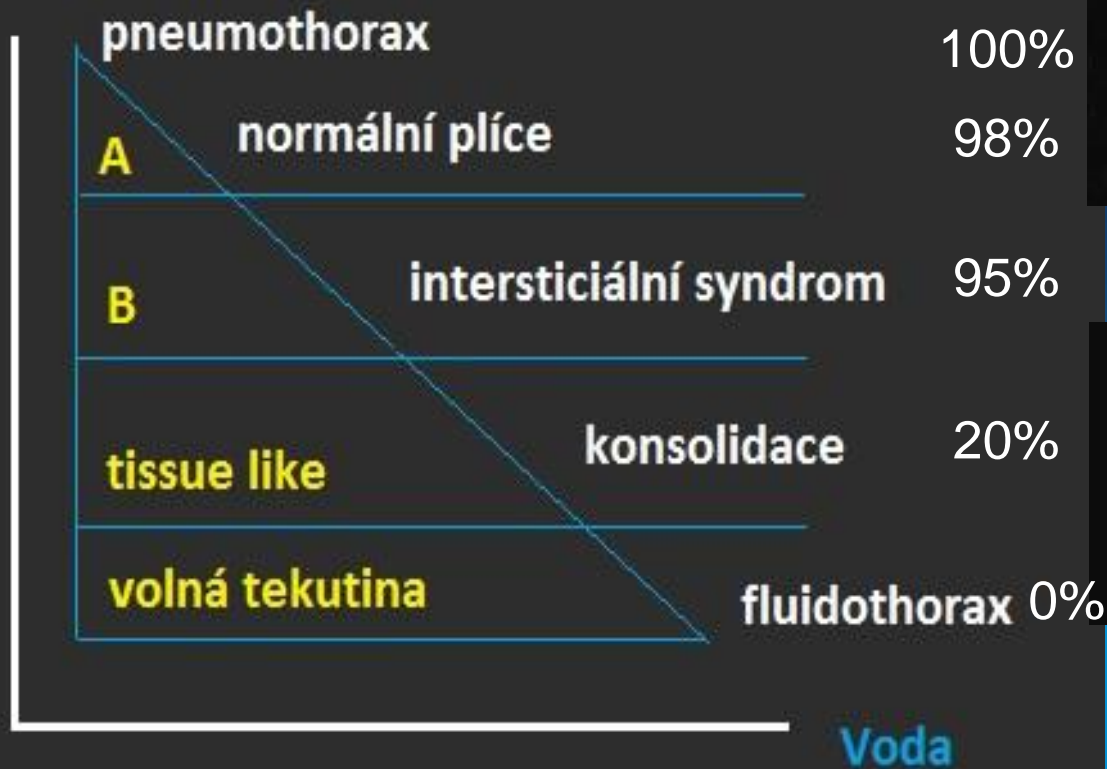 pneumothorax 100%
A normální plíce 98%
B intersticiální syndrom 95%
tissue like konsolidace 20%
volná tekutina fluidothorax 0%
Voda